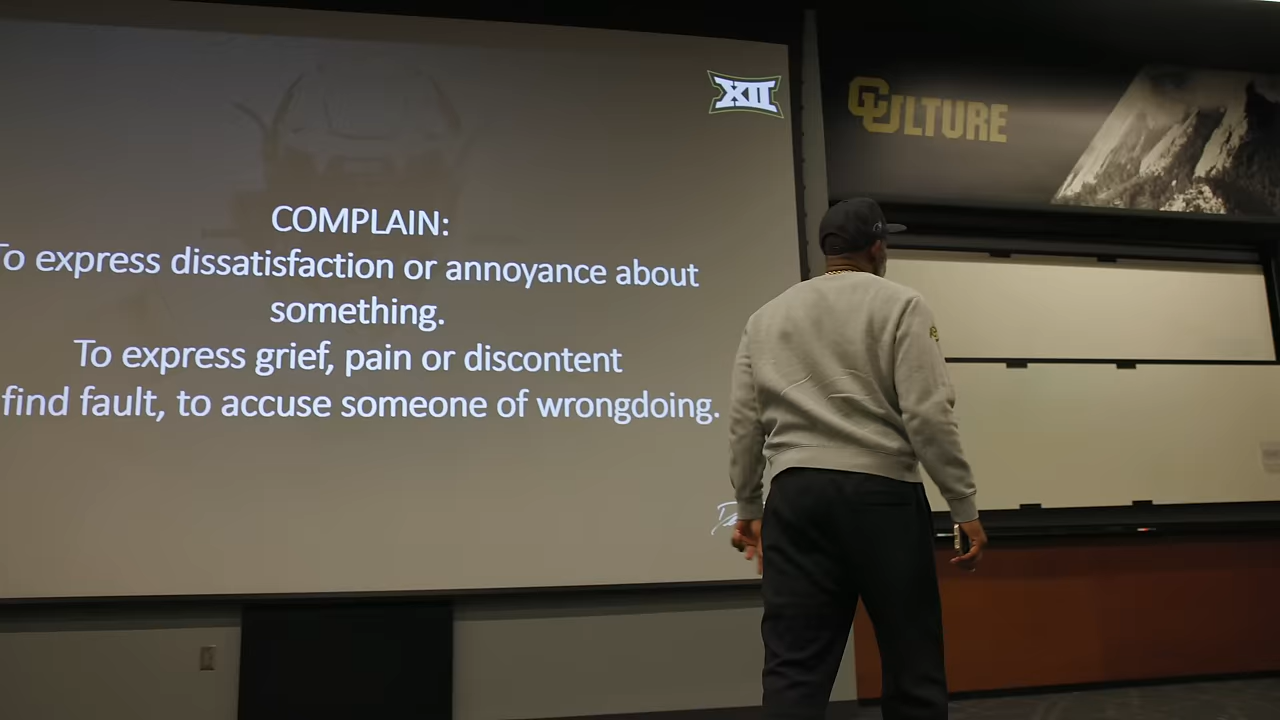 XII
CULTURE
COMPLAIN:
To express dissatisfaction or annoyance about
something.
To express grief, pain or discontent
find fault, to accuse someone of wrongdoing.